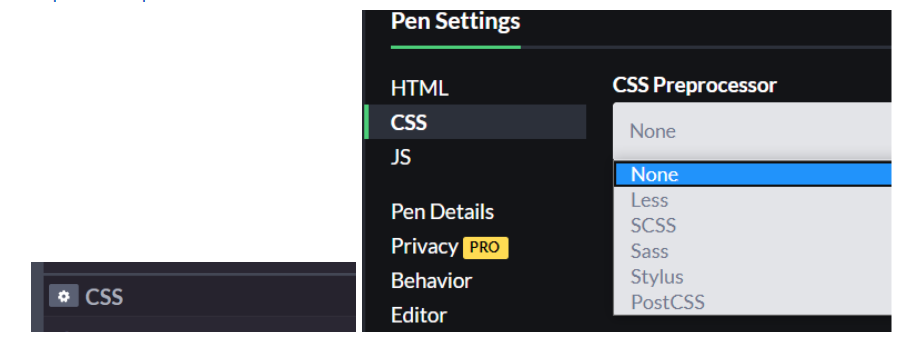 Pen Settings
HTML
CSS
JS
Pen Details
Privacy PRO
Behavior
Editor
CSS Preprocessor
None
None
Less
SCSS
Sass
Stylus
PostCSS
CSS